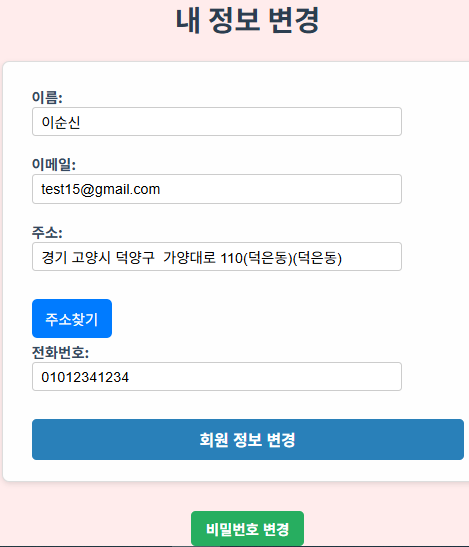 내 정보 변경
이름:
이순신
이메일:
test15@gmail.com
주소:
경기 고양시 덕양구  가양대로 110(덕은동)(덕은동)
주소찾기
전화번호:
01012341234
회원 정보 변경
비밀번호 변경